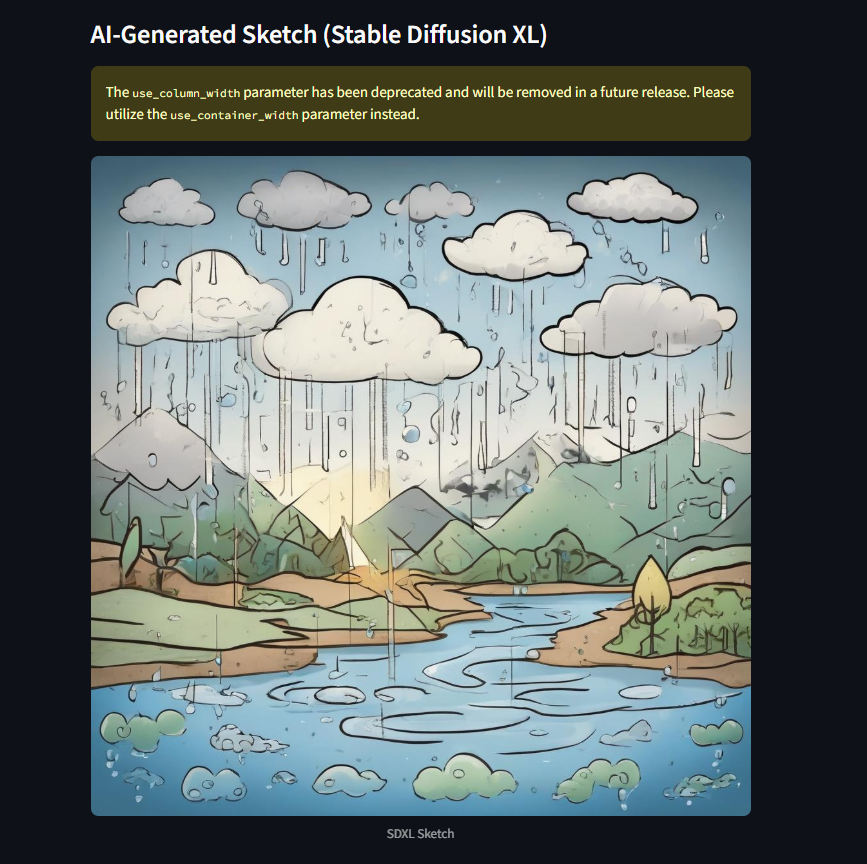 AI-Generated Sketch (Stable Diffusion XL)
The use_column_width parameter has been deprecated and will be removed in a future release. Please
utilize the use_container_width parameter instead.
SDXL Sketch